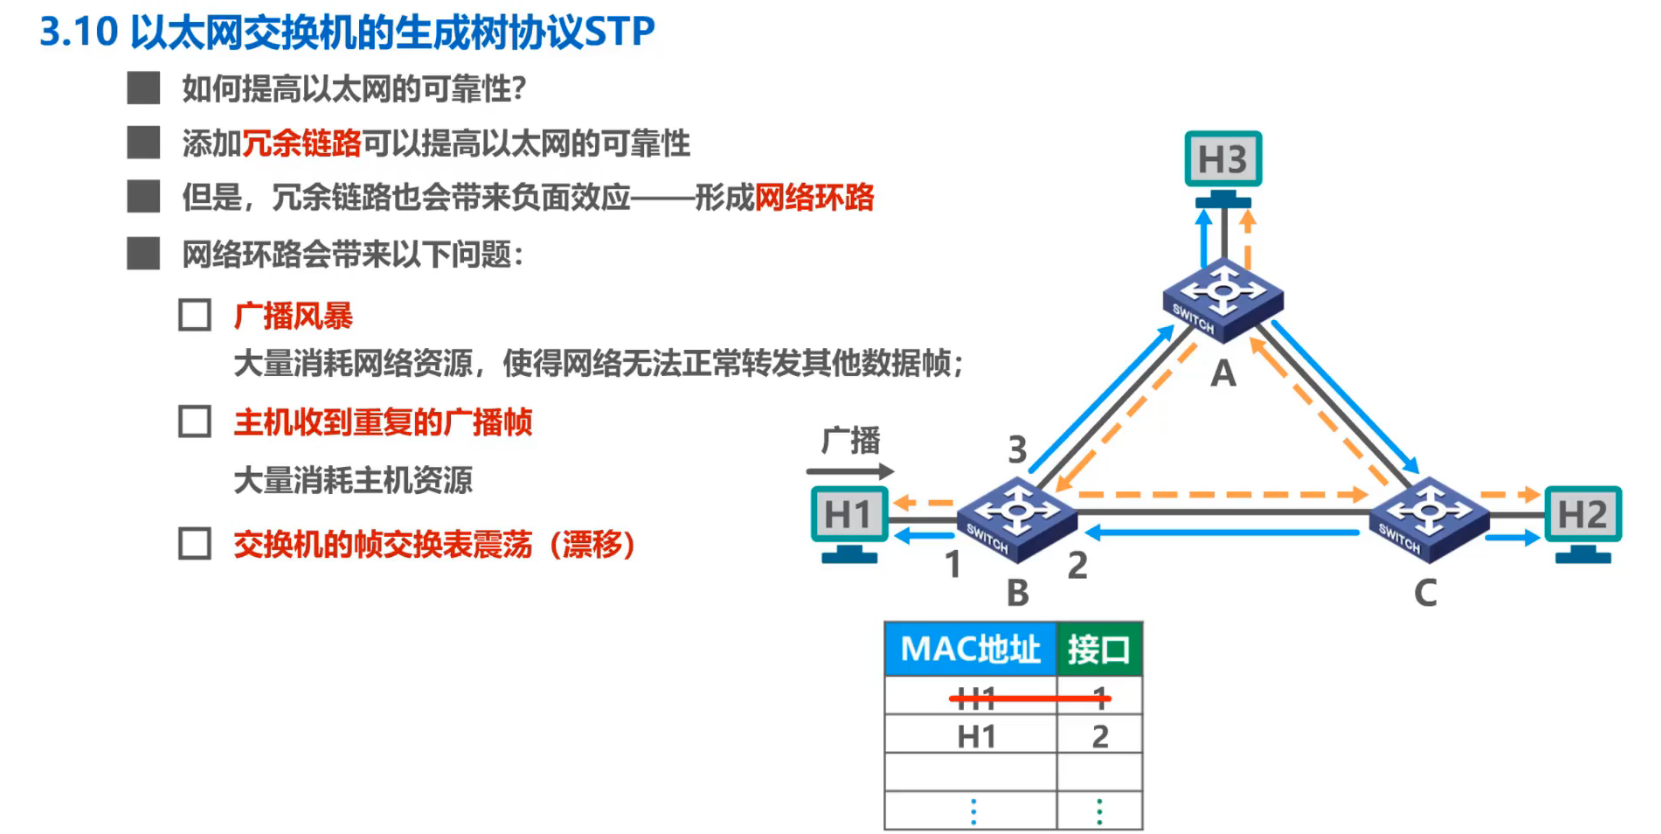 3.10 以太网交换机的生成树协议STP
如何提高以太网的可靠性?
添加冗余链路可以提高以太网的可靠性
但是，冗余链路也会带来负面效应——形成网络环路
网络环路会带来以下问题：
广播风暴
大量消耗网络资源，使得网络无法正常转发其他数据帧；
主机收到重复的广播帧
大量消耗主机资源
交换机的帧交换表震荡（漂移）
H3
SWITCH
A
广播
3
H1
SWITCH
1
2
B
SWITCH
C
H2
MAC地址 接口
H1 1
H1 2
⋮ ⋮